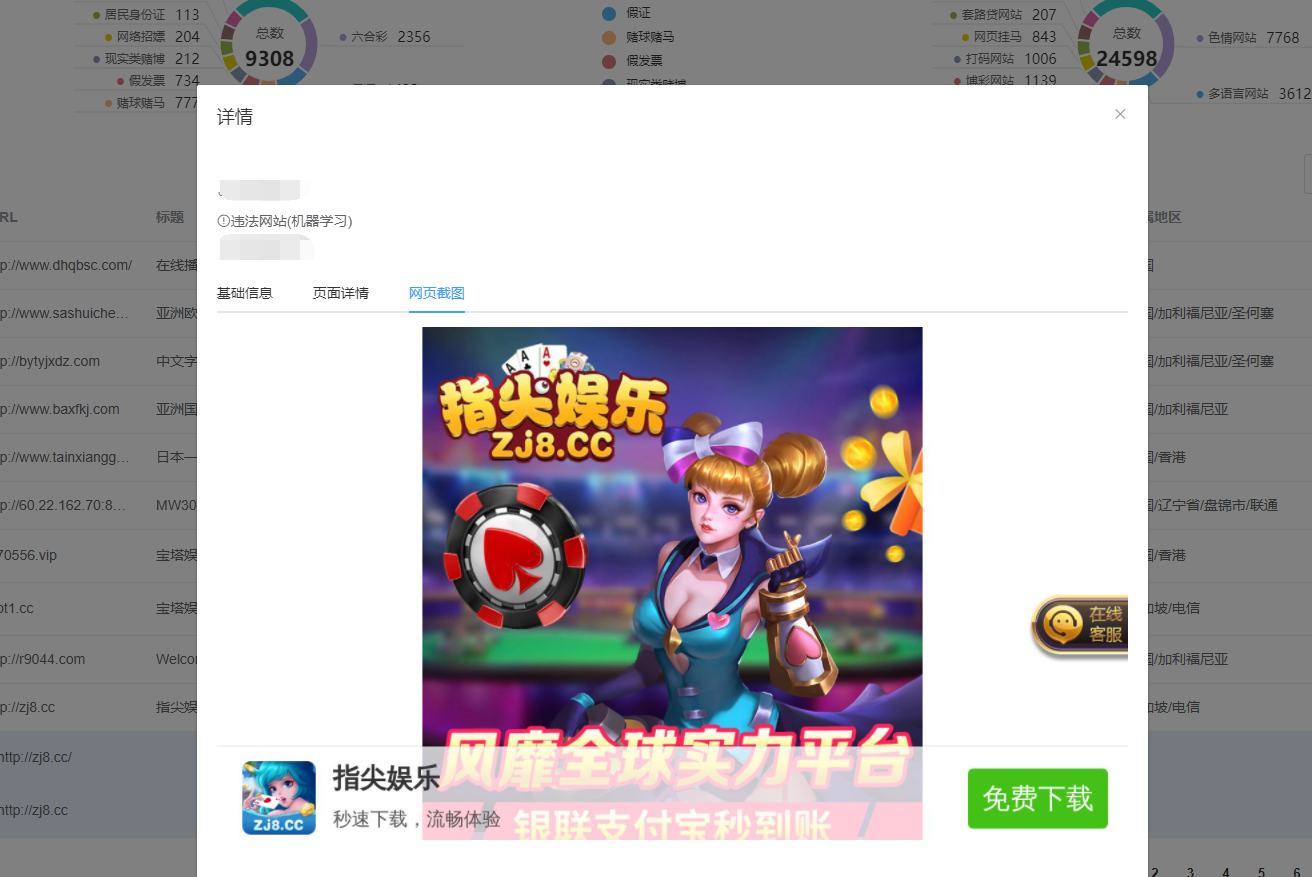 居民身份证 113
网络招嫖 204
现实类赌博 212
假发票 734
赌球赌马 777
总数
9308
六合彩 2356
假证
赌球赌马
假发票
现实类赌博
套路贷网站 207
网页挂马 843
打码网站 1006
博彩网站 1139
总数
24598
色情网站 7768
多语言网站 3612
详情
违法网站(机器学习)
基础信息
页面详情
网页截图
RL
标题
属地区
p://www.dhqbsc.com/
在线播
国
p://www.sashuiche...
亚洲欧
国/加利福尼亚/圣何塞
p://bytyjxdz.com
中文字
国/加利福尼亚/圣何塞
p://www.baxfkj.com
亚洲国
国/加利福尼亚
p://www.tainxiangg...
日本一
国/香港
p://60.22.162.70:8...
MW30
国/辽宁省/盘锦市/联通
70556.vip
宝塔娱
国/香港
ot1.cc
宝塔娱
加坡/电信
p://r9044.com
Welcor
国/加利福尼亚
p://zj8.cc
指尖娱
加坡/电信
http://zj8.cc/
http://zj8.cc
A A A
指尖娱乐
Zj8.CC
在线
客服
风靡全球实力平台
银联支付宝秒到账
ZJ8.CC
指尖娱乐
秒速下载，流畅体验
免费下载
2 3 4 5 6